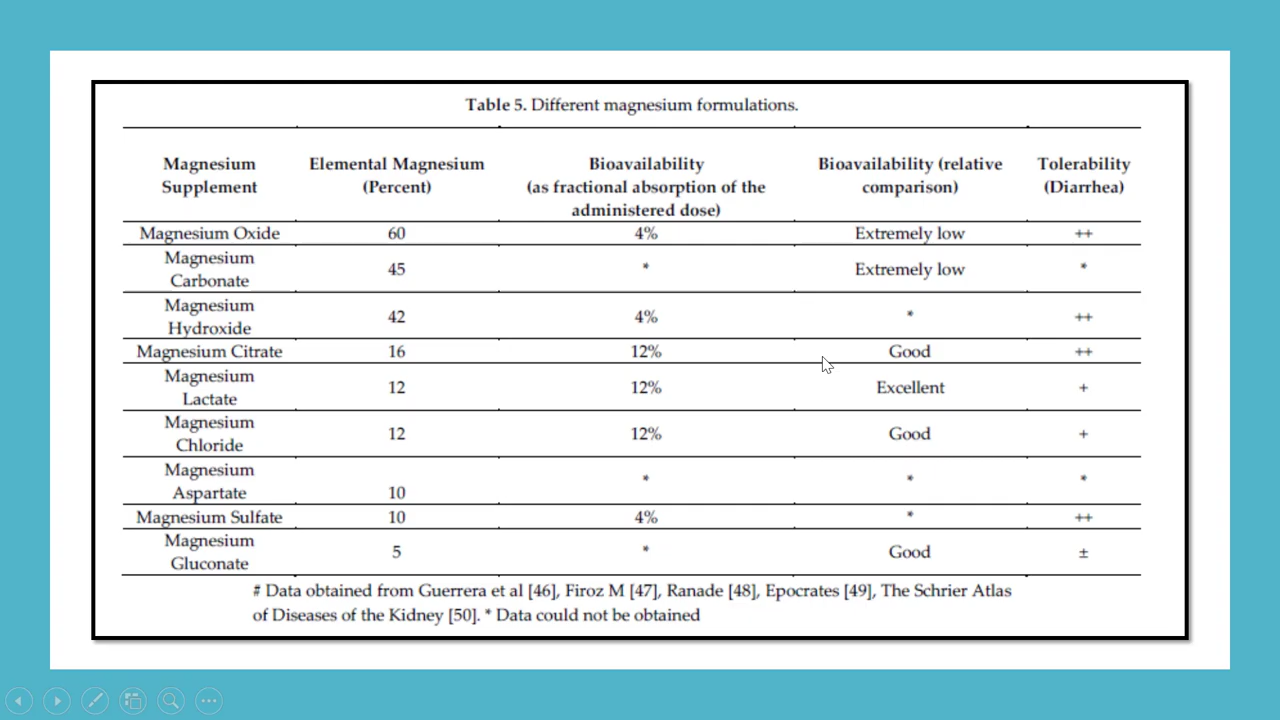 Table 5. Different magnesium formulations.
Magnesium Supplement | Elemental Magnesium (Percent) | Bioavailability (as fractional absorption of the administered dose) | Bioavailability (relative comparison) | Tolerability (Diarrhea)
Magnesium Oxide | 60 | 4% | Extremely low | ++
Magnesium Carbonate | 45 | * | Extremely low | *
Magnesium Hydroxide | 42 | 4% | * | ++
Magnesium Citrate | 16 | 12% | Good | ++
Magnesium Lactate | 12 | 12% | Excellent | +
Magnesium Chloride | 12 | 12% | Good | +
Magnesium Aspartate | 10 | * | * | *
Magnesium Sulfate | 10 | 4% | * | ++
Magnesium Gluconate | 5 | * | Good | ±
# Data obtained from Guerrera et al [46], Firoz M [47], Ranade [48], Epocrates [49], The Schrier Atlas
of Diseases of the Kidney [50]. * Data could not be obtained